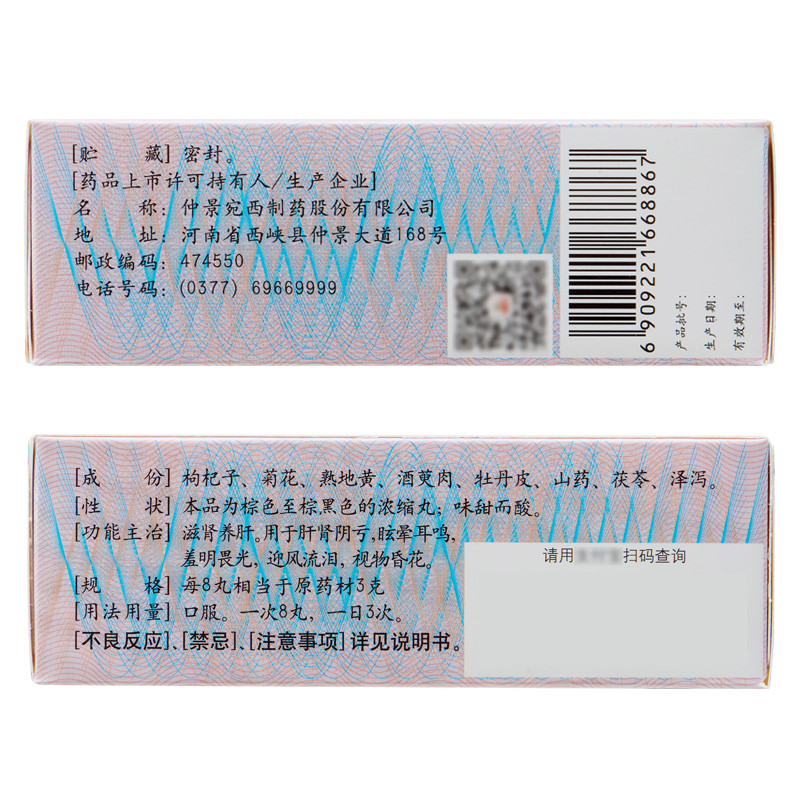 [贮 藏] 密封。
[药品上市许可持有人/生产企业]
名 称: 仲景宛西制药股份有限公司
地 址: 河南省西峡县仲景大道168号
邮政编码: 474550
电话号码: (0377) 69669999
6 909221 668867
产品批号:
生产日期:
有效期至:
[成 份] 枸杞子、菊花、熟地黄、酒萸肉、牡丹皮、山药、茯苓、泽泻。
[性 状] 本品为棕色至棕黑色的浓缩丸; 味甜而酸。
[功能主治] 滋肾养肝。用于肝肾阴亏,眩晕耳鸣,
羞明畏光, 迎风流泪, 视物昏花。
[规 格] 每8丸相当于原药材3克
[用法用量] 口服。一次8丸, 一日3次。
[不良反应]、[禁忌]、[注意事项] 详见说明书。
请用 扫码查询